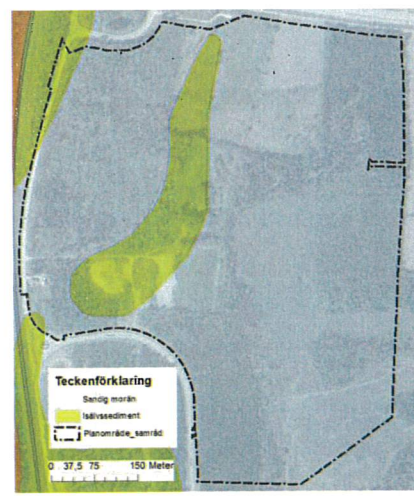 Teckenförklaring
Sandig morän
Isälvssediment
Planområde_samråd
0 37,5 75 150 Meter